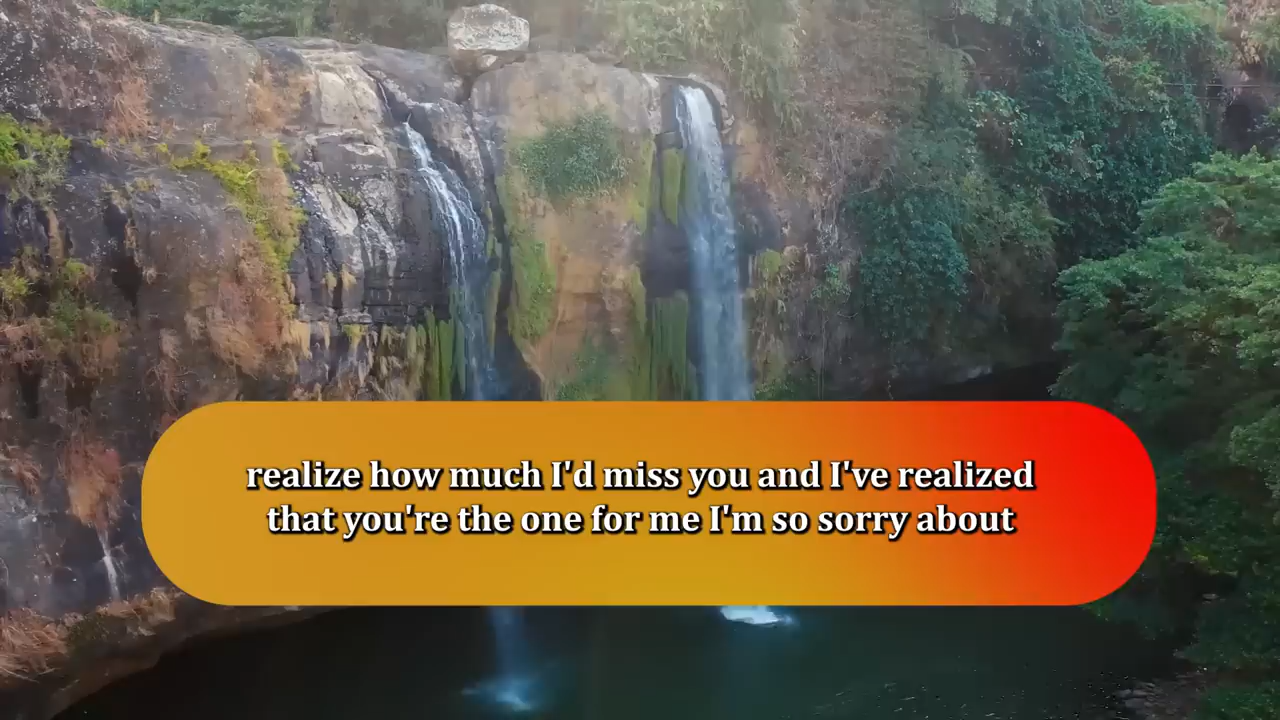 realize how much I'd miss you and I've realized
that you're the one for me I'm so sorry about